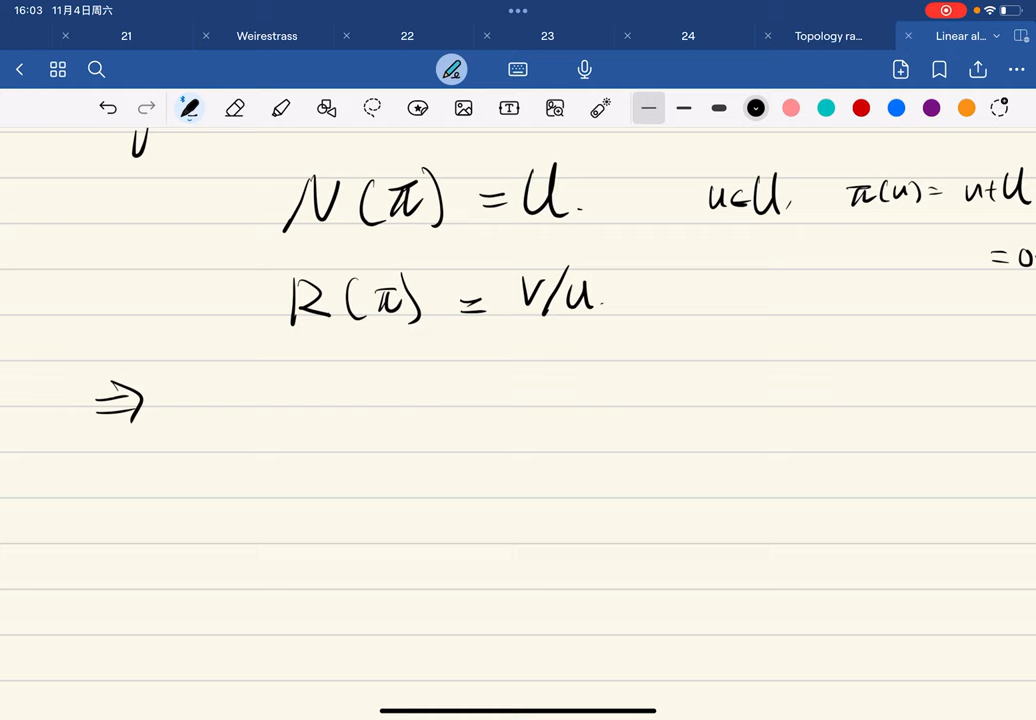 16:03 11月4日周六
21 Weirestrass 22 23 24 Topology ra... Linear al...
N(π) = U. u∈U, π(u) = u+U
= 0
R(π) = V/U.
⇒